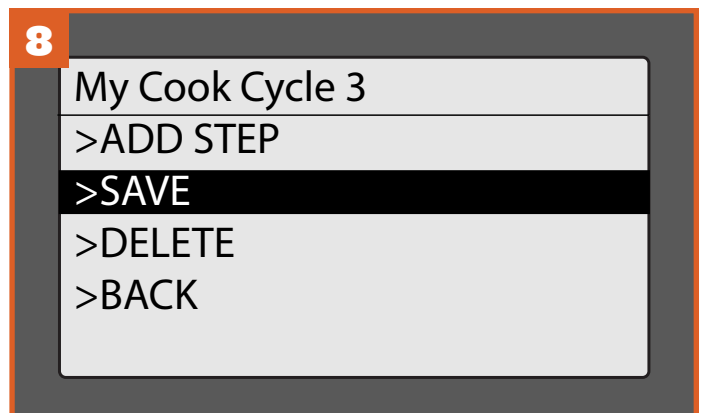 8
My Cook Cycle 3
>ADD STEP
>SAVE
>DELETE
>BACK